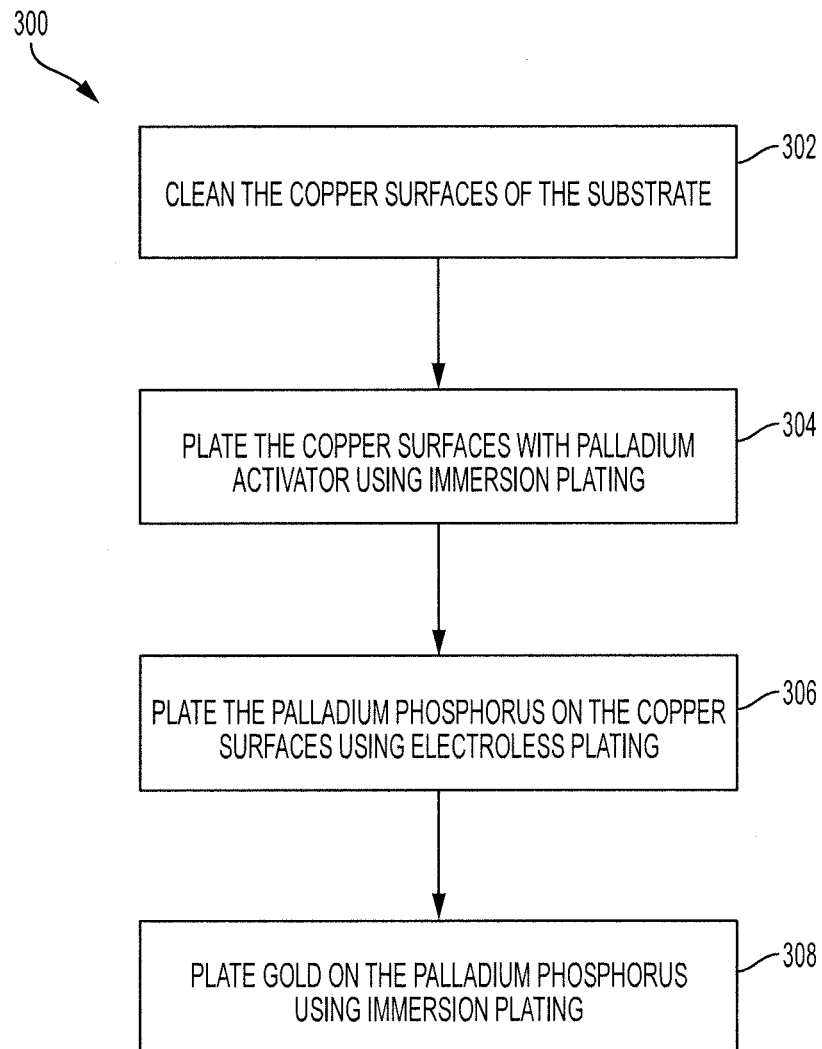 300
302
CLEAN THE COPPER SURFACES OF THE SUBSTRATE
304
PLATE THE COPPER SURFACES WITH PALLADIUM
ACTIVATOR USING IMMERSION PLATING
306
PLATE THE PALLADIUM PHOSPHORUS ON THE COPPER
SURFACES USING ELECTROLESS PLATING
308
PLATE GOLD ON THE PALLADIUM PHOSPHORUS
USING IMMERSION PLATING